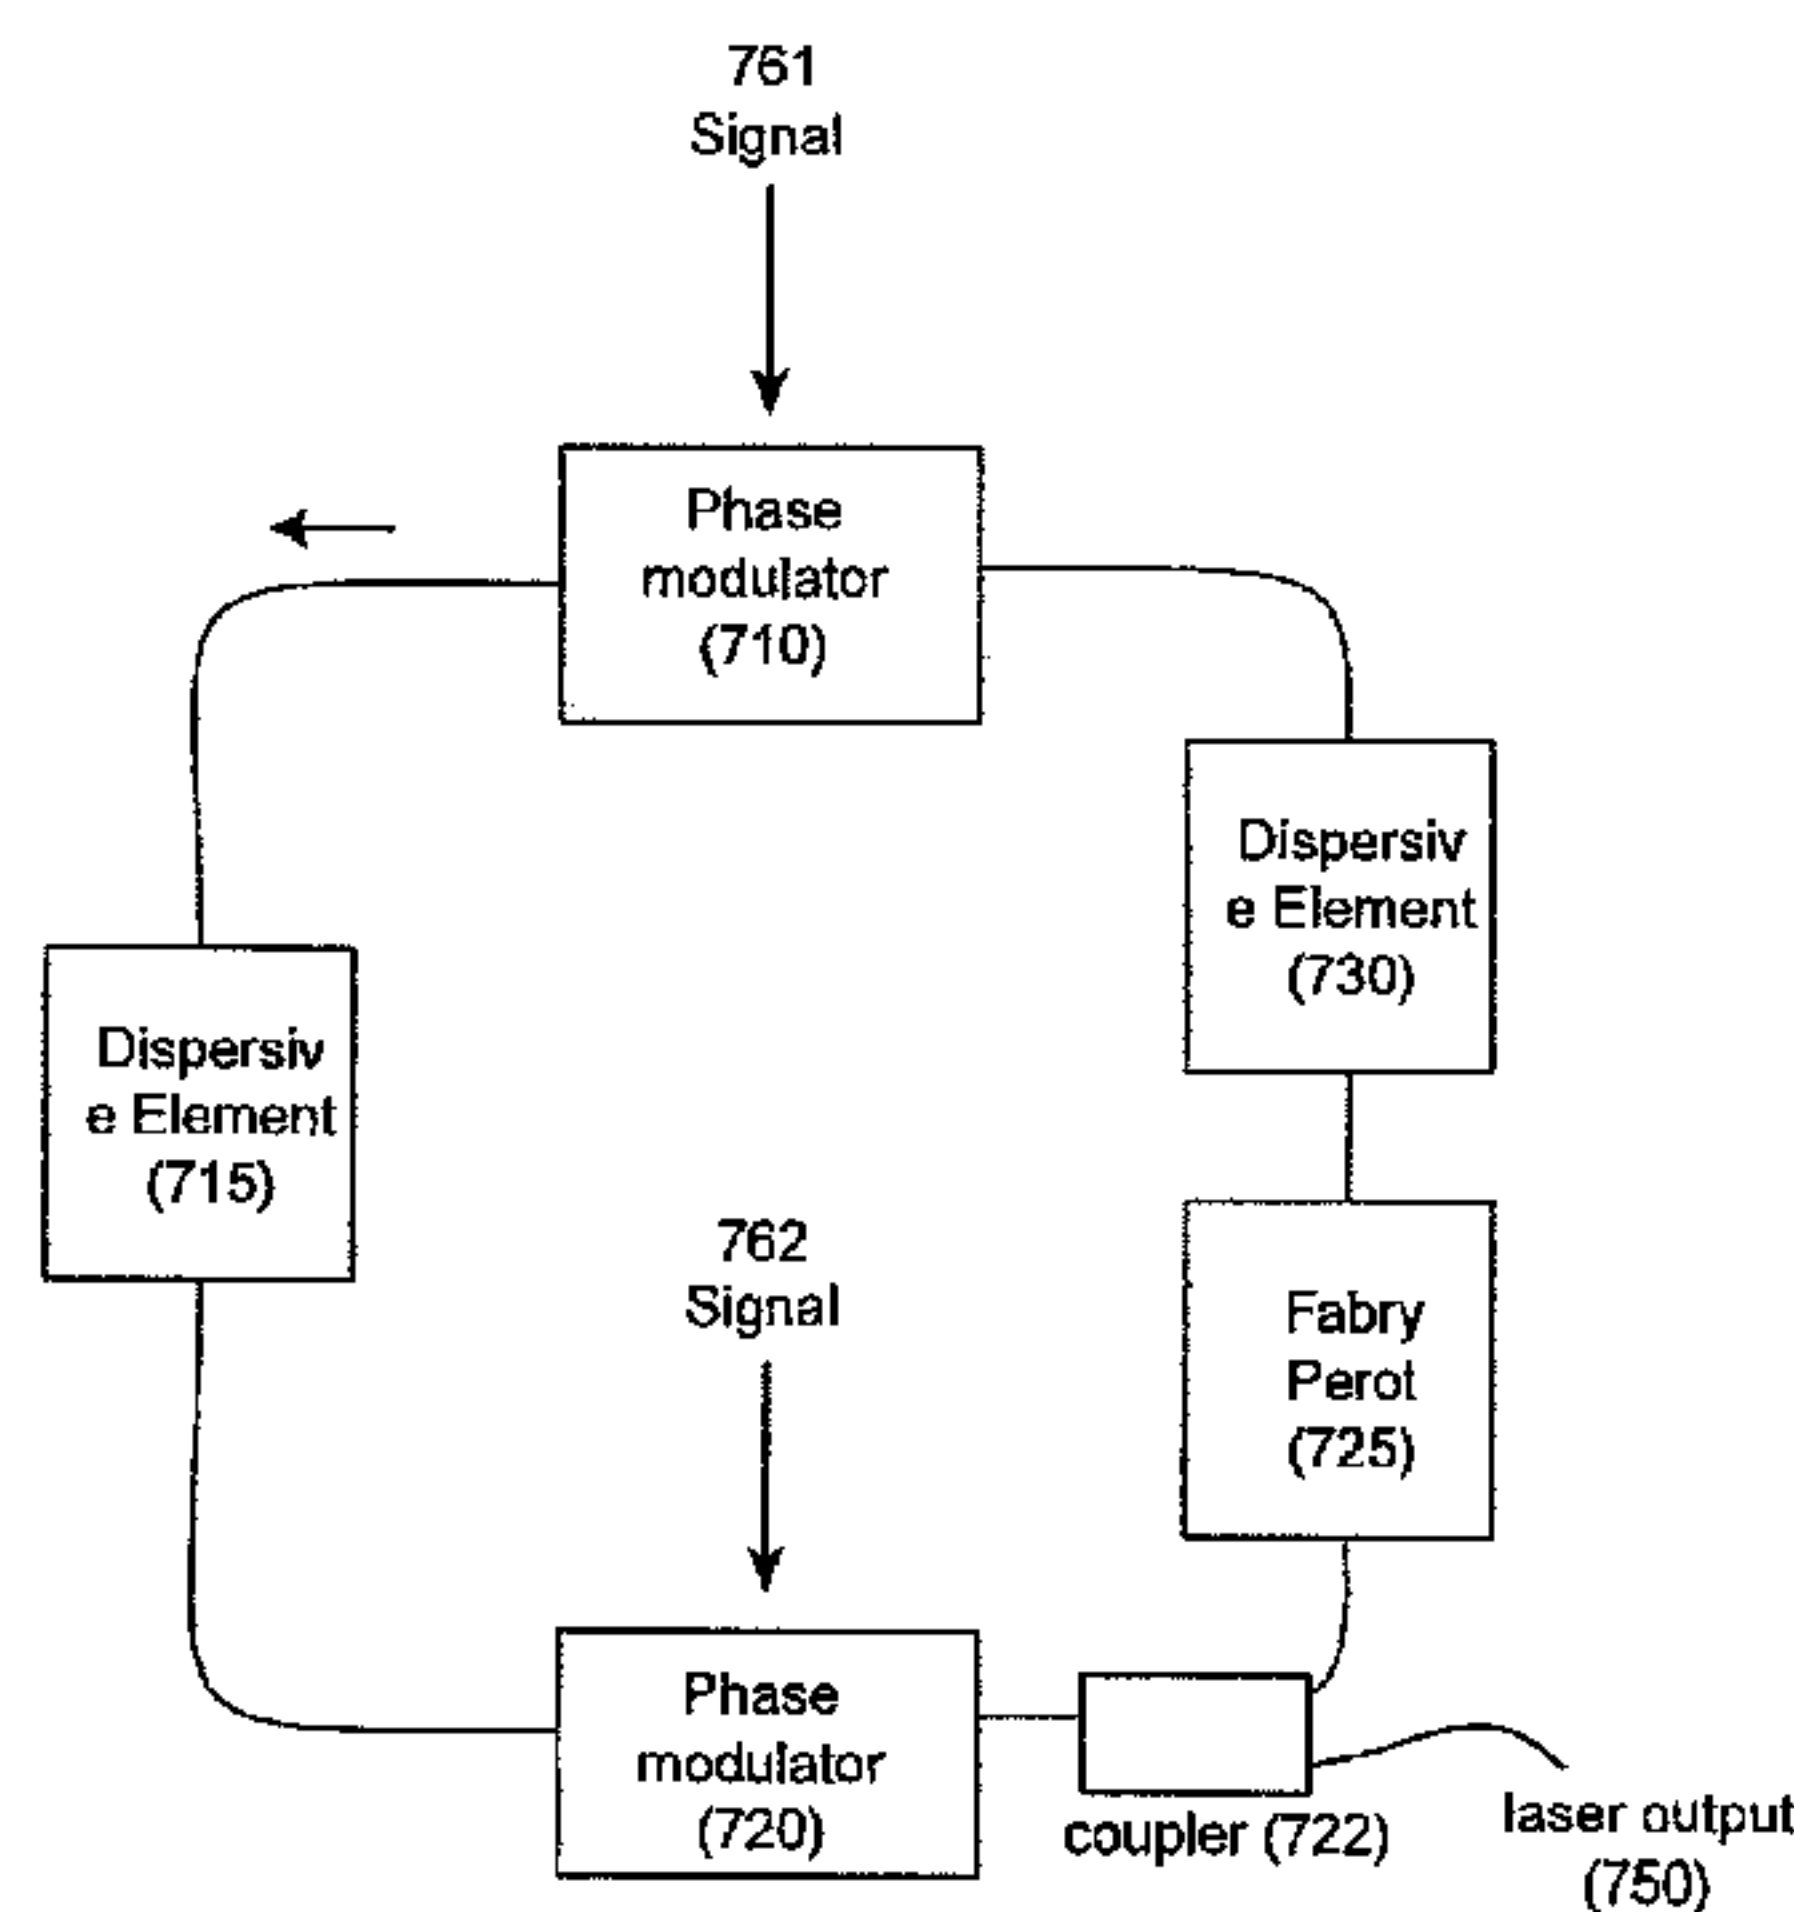 761
Signal
Phase
modulator
(710)
Dispersiv
e Element
(730)
Dispersiv
e Element
(715)
762
Signal
Fabry
Perot
(725)
Phase
modulator
(720)
coupler (722)
laser output
(750)